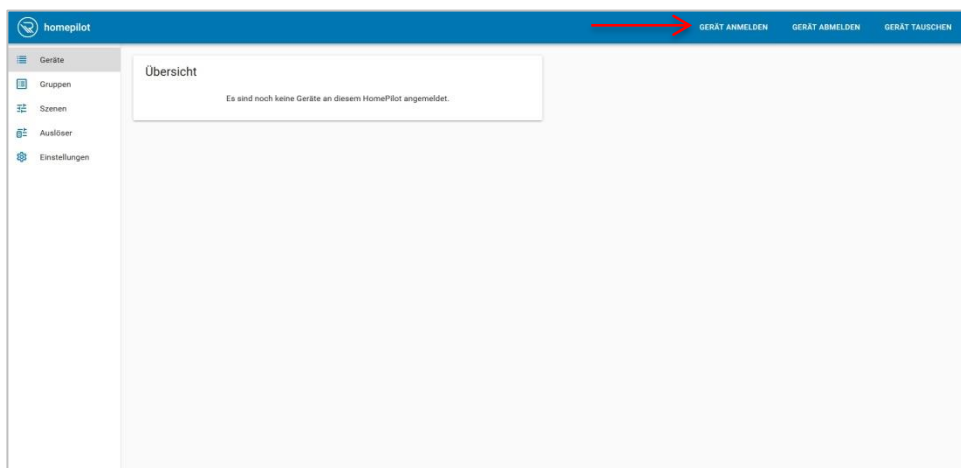 homepilot
GERÄT ANMELDEN
GERÄT ABMELDEN
GERÄT TAUSCHEN
Geräte
Gruppen
Szenen
Auslöser
Einstellungen
Übersicht
Es sind noch keine Geräte an diesem HomePilot angemeldet.